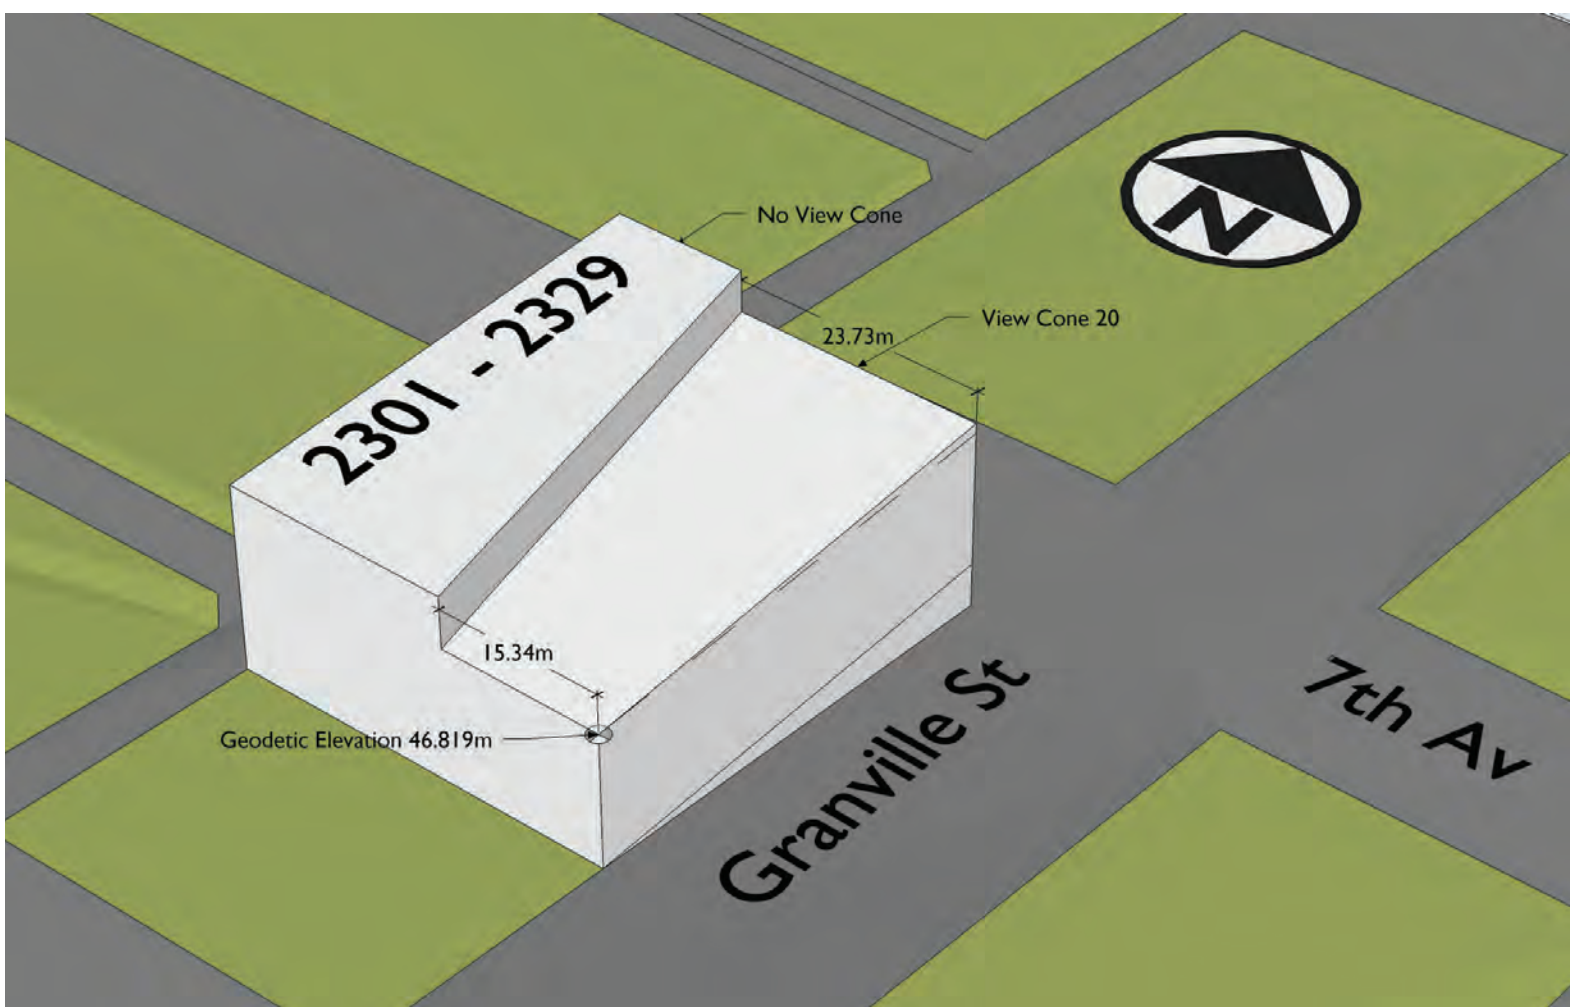 N
No View Cone
2301 - 2329
View Cone 20
23.73m
15.34m
Geodetic Elevation 46.819m
Granville St
7th Av